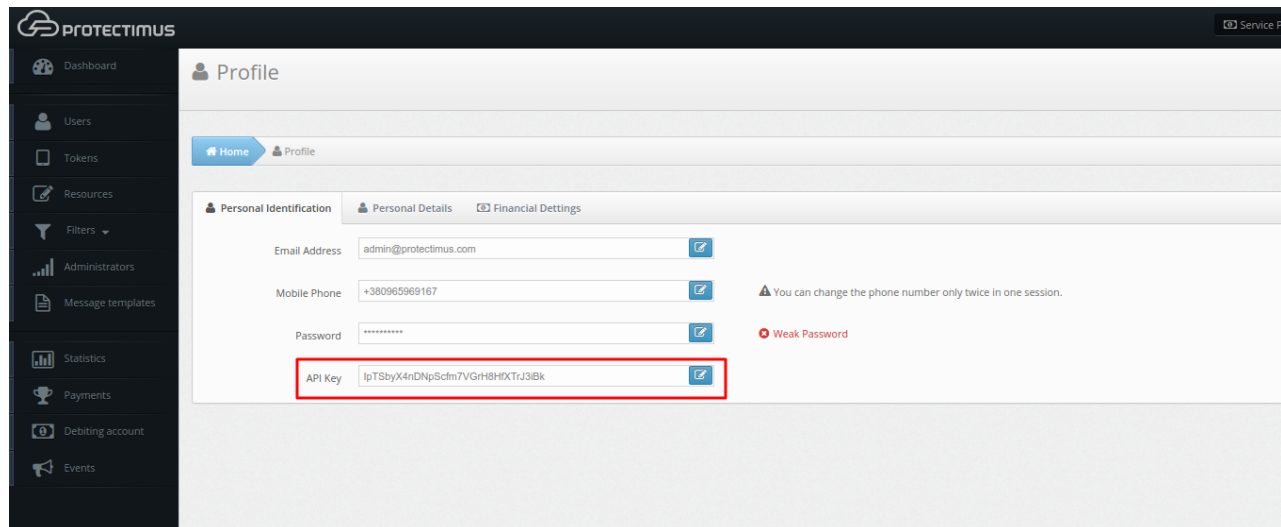 PROTECTIMUS
Service P
Dashboard
Users
Tokens
Resources
Filters
Administrators
Message templates
Statistics
Payments
Debiting account
Events
Profile
Home
Profile
Personal Identification
Personal Details
Financial Dettings
Email Address
admin@protectimus.com
Mobile Phone
+380965969167
You can change the phone number only twice in one session.
Password
**********
Weak Password
API Key
IpTSbyX4nDNpScfm7VGrH8HfXTrJ3iBk